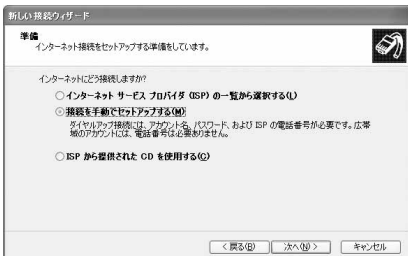 新しい接続ウィザード
準備
インターネット接続をセットアップする準備をしています。
インターネットにどう接続しますか?
インターネット サービス プロバイダ (ISP) の一覧から選択する(L)
接続を手動でセットアップする(M)
ダイヤルアップ接続には、アカウント名、パスワード、および ISP の電話番号が必要です。広帯
域のアカウントには、電話番号は必要ありません。
ISP から提供された CD を使用する(C)
< 戻る(B) 次へ(N) > キャンセル